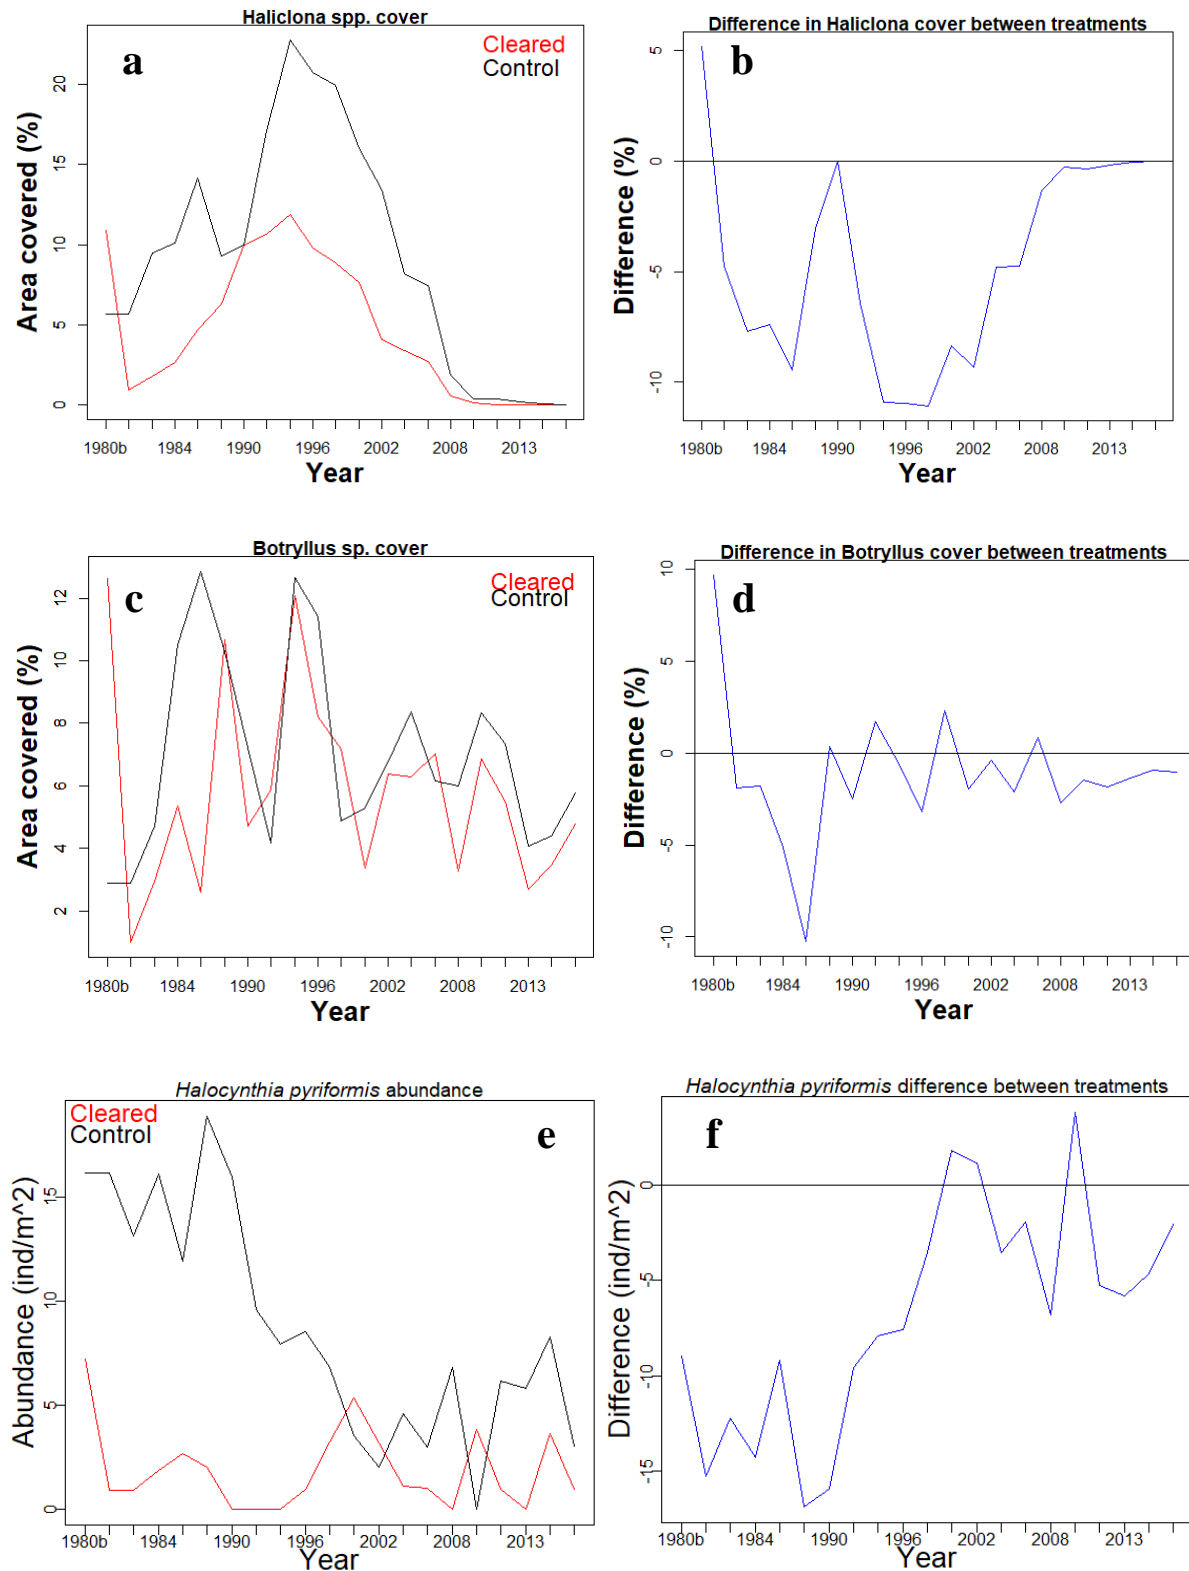 Haliclona spp. cover
a
Cleared
Control
Area covered (%)
20
15
10
5
0
1980b 1984 1990 1996 2002 2008 2013
Year
Difference in Haliclona cover between treatments
b
Difference (%)
5
0
-5
-10
1980b 1984 1990 1996 2002 2008 2013
Year
Botryllus sp. cover
c
Cleared
Control
Area covered (%)
12
10
8
6
4
2
1980b 1984 1990 1996 2002 2008 2013
Year
Difference in Botryllus cover between treatments
d
Difference (%)
10
5
0
-5
-10
1980b 1984 1990 1996 2002 2008 2013
Year
Halocynthia pyriformis abundance
Cleared
Control
e
Abundance (ind/m^2)
15
10
5
0
1980b 1984 1990 1996 2002 2008 2013
Year
Halocynthia pyriformis difference between treatments
f
Difference (ind/m^2)
0
-5
-10
-15
1980b 1984 1990 1996 2002 2008 2013
Year